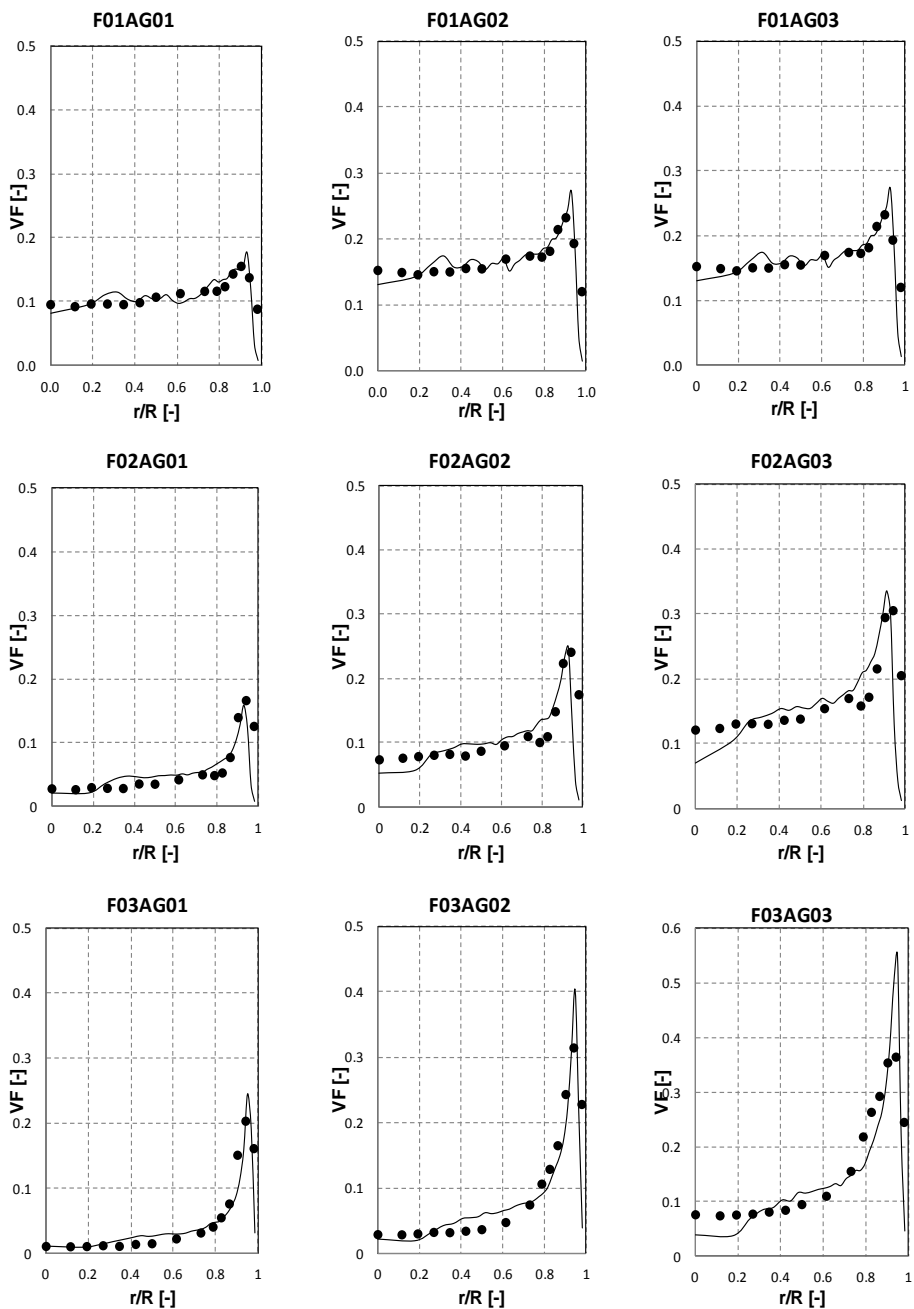 F01AG01 F01AG02 F01AG03
0.5 0.5 0.5
0.4 0.4 0.4
0.3 0.3 0.3
VF [-] VF [-] VF [-]
0.2 0.2 0.2
0.1 0.1 0.1
0.0 0.0 0.0
0.0 0.2 0.4 0.6 0.8 1.0 0.0 0.2 0.4 0.6 0.8 1.0 0.0 0.2 0.4 0.6 0.8 1.0
r/R [-] r/R [-] r/R [-]
F02AG01 F02AG02 F02AG03
0.5 0.5 0.5
0.4 0.4 0.4
0.3 0.3 0.3
VF [-] VF [-] VF [-]
0.2 0.2 0.2
0.1 0.1 0.1
0 0 0
0 0.2 0.4 0.6 0.8 1 0 0.2 0.4 0.6 0.8 1 0 0.2 0.4 0.6 0.8 1
r/R [-] r/R [-] r/R [-]
F03AG01 F03AG02 F03AG03
0.5 0.5 0.6
0.4 0.4 0.5
0.3 0.3 0.4
VF [-] VF [-] VF [-]
0.2 0.2 0.3
0.1 0.1 0.2
0 0 0.1
0
0 0.2 0.4 0.6 0.8 1 0 0.2 0.4 0.6 0.8 1 0 0.2 0.4 0.6 0.8 1
r/R [-] r/R [-] r/R [-]